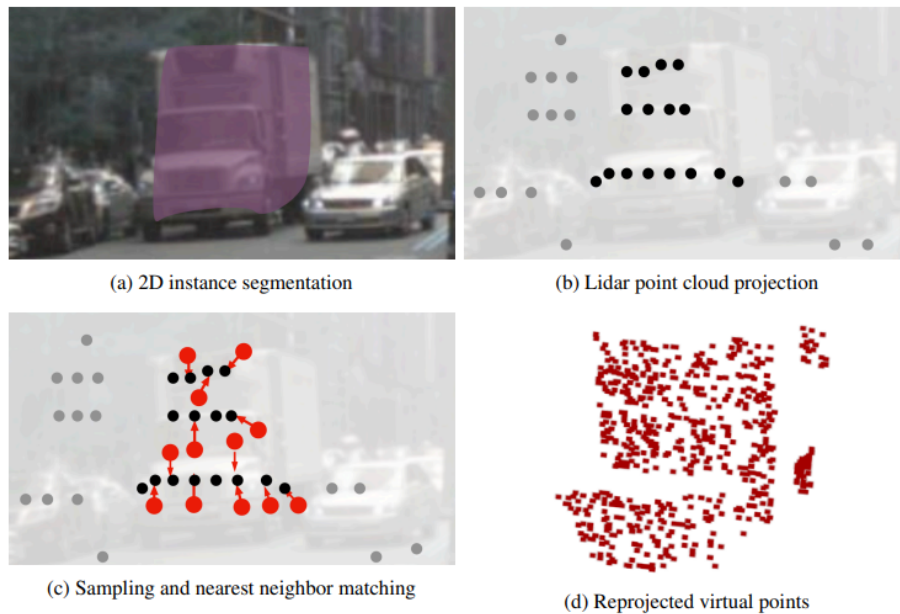 (a) 2D instance segmentation
(b) Lidar point cloud projection
(c) Sampling and nearest neighbor matching
(d) Reprojected virtual points